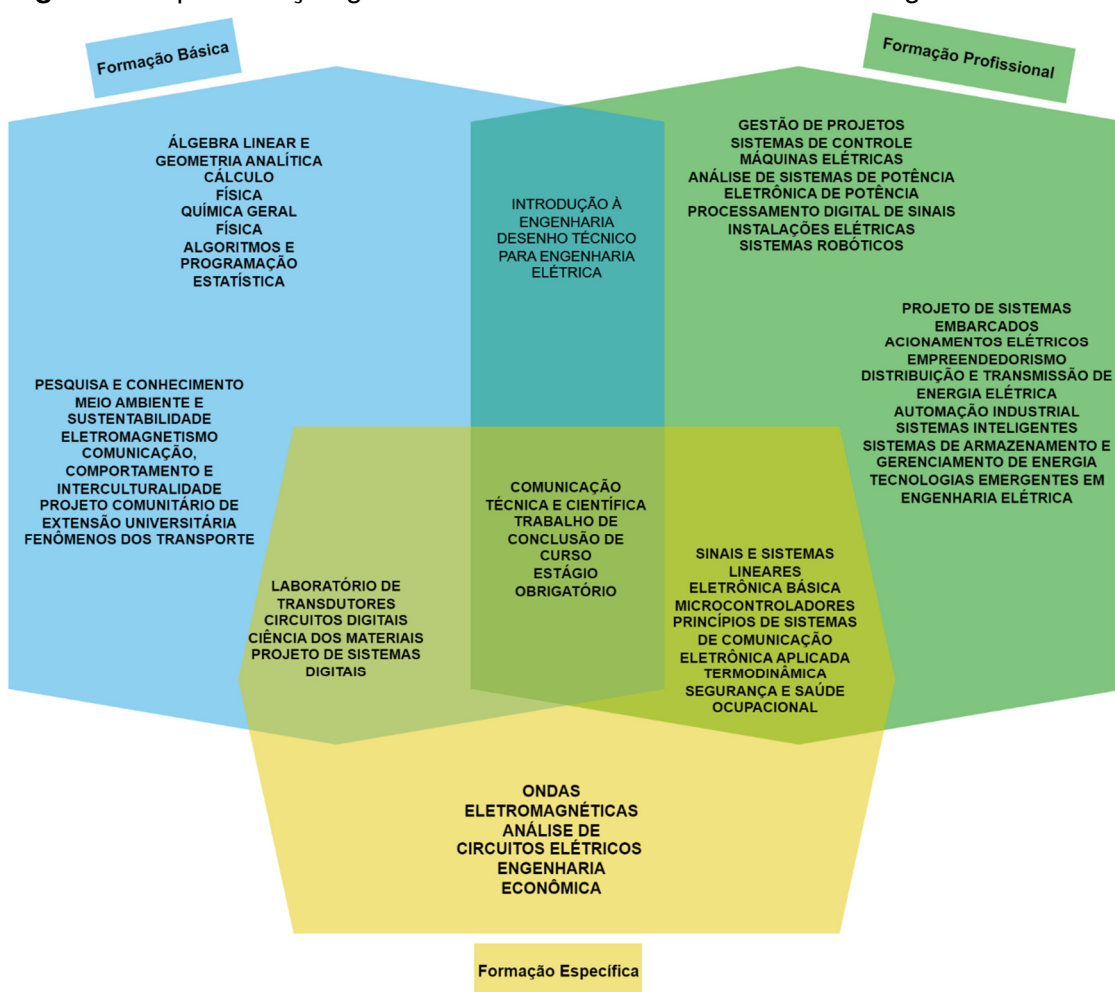 Formação Básica
Formação Profissional
ÁLGEBRA LINEAR E
GEOMETRIA ANALÍTICA
CÁLCULO
FÍSICA
QUÍMICA GERAL
FÍSICA
ALGORITMOS E
PROGRAMAÇÃO
ESTATÍSTICA
INTRODUÇÃO À
ENGENHARIA
DESENHO TÉCNICO
PARA ENGENHARIA
ELÉTRICA
GESTÃO DE PROJETOS
SISTEMAS DE CONTROLE
MÁQUINAS ELÉTRICAS
ANÁLISE DE SISTEMAS DE POTÊNCIA
ELETRÔNICA DE POTÊNCIA
PROCESSAMENTO DIGITAL DE SINAIS
INSTALAÇÕES ELÉTRICAS
SISTEMAS ROBÓTICOS
PROJETO DE SISTEMAS
EMBARCADOS
ACIONAMENTOS ELÉTRICOS
EMPREENDEDORISMO
DISTRIBUIÇÃO E TRANSMISSÃO DE
ENERGIA ELÉTRICA
AUTOMAÇÃO INDUSTRIAL
SISTEMAS INTELIGENTES
SISTEMAS DE ARMAZENAMENTO E
GERENCIAMENTO DE ENERGIA
TECNOLOGIAS EMERGENTES EM
ENGENHARIA ELÉTRICA
PESQUISA E CONHECIMENTO
MEIO AMBIENTE E
SUSTENTABILIDADE
ELETROMAGNETISMO
COMUNICAÇÃO,
COMPORTAMENTO E
INTERCULTURALIDADE
PROJETO COMUNITÁRIO DE
EXTENSÃO UNIVERSITÁRIA
FENÔMENOS DOS TRANSPORTE
COMUNICAÇÃO
TÉCNICA E CIENTÍFICA
TRABALHO DE
CONCLUSÃO DE
CURSO
ESTÁGIO
OBRIGATÓRIO
LABORATÓRIO DE
TRANSDUTORES
CIRCUITOS DIGITAIS
CIÊNCIA DOS MATERIAIS
PROJETO DE SISTEMAS
DIGITAIS
SINAIS E SISTEMAS
LINEARES
ELETRÔNICA BÁSICA
MICROCONTROLADORES
PRINCÍPIOS DE SISTEMAS
DE COMUNICAÇÃO
ELETRÔNICA APLICADA
TERMODINÂMICA
SEGURANÇA E SAÚDE
OCUPACIONAL
ONDAS
ELETROMAGNÉTICAS
ANÁLISE DE
CIRCUITOS ELÉTRICOS
ENGENHARIA
ECONÔMICA
Formação Específica